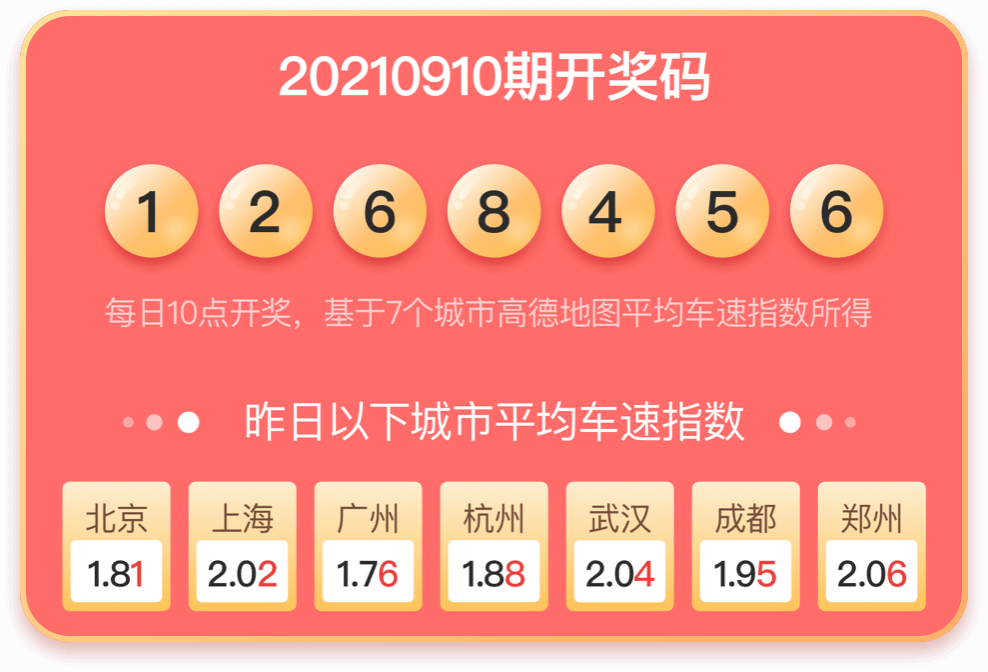 20210910期开奖码
1 2 6 8 4 5 6
每日10点开奖，基于7个城市高德地图平均车速指数所得
昨日以下城市平均车速指数
北京 上海 广州 杭州 武汉 成都 郑州
1.81 2.02 1.76 1.88 2.04 1.95 2.06